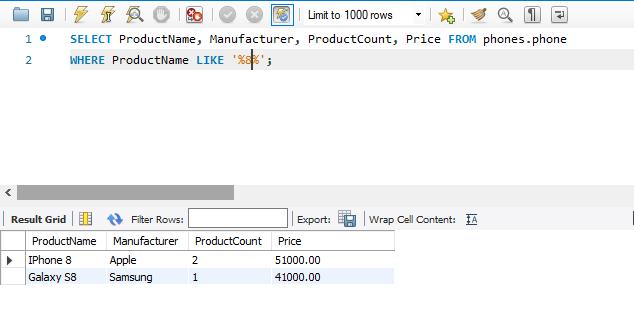 Limit to 1000 rows
1 SELECT ProductName, Manufacturer, ProductCount, Price FROM phones.phone
2 WHERE ProductName LIKE '%8%';
Result Grid Filter Rows: Export: Wrap Cell Content:
ProductName Manufacturer ProductCount Price
IPhone 8 Apple 2 51000.00
Galaxy S8 Samsung 1 41000.00